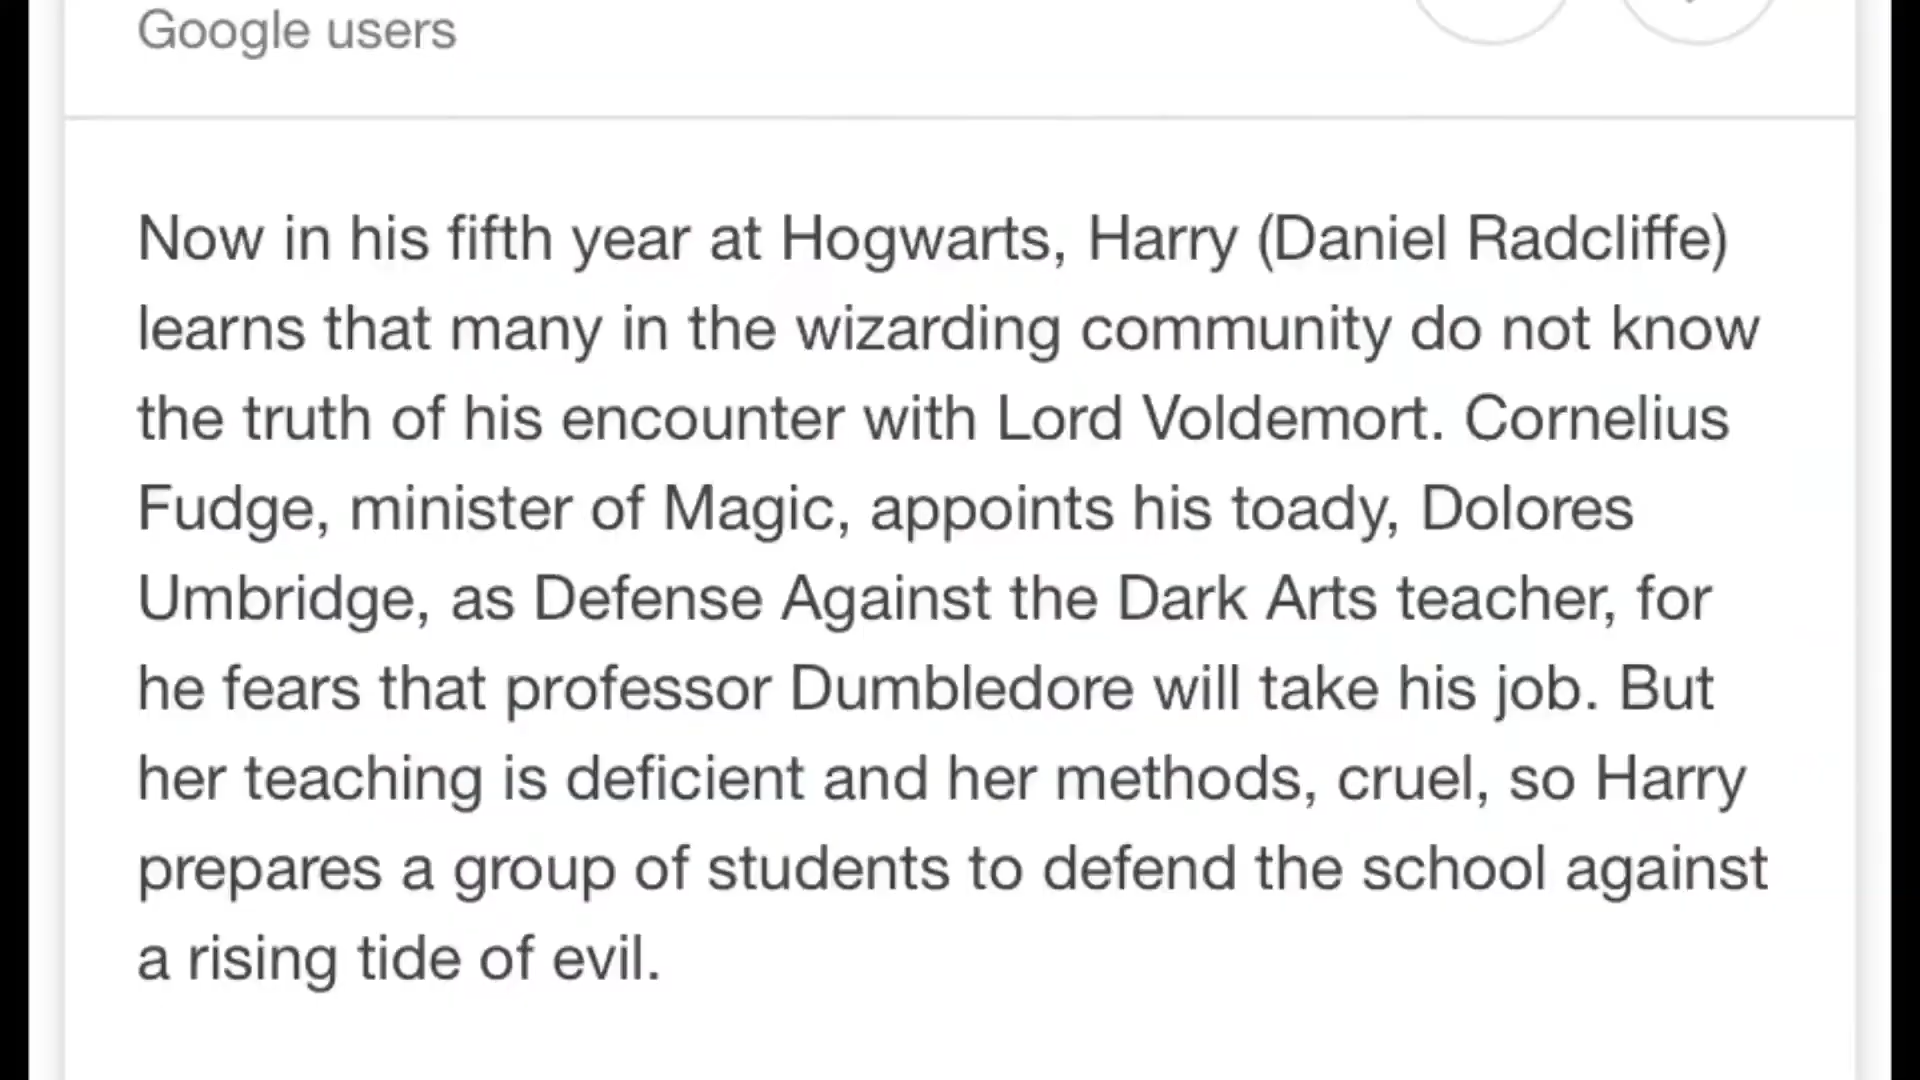 Google users
Now in his fifth year at Hogwarts, Harry (Daniel Radcliffe)
learns that many in the wizarding community do not know
the truth of his encounter with Lord Voldemort. Cornelius
Fudge, minister of Magic, appoints his toady, Dolores
Umbridge, as Defense Against the Dark Arts teacher, for
he fears that professor Dumbledore will take his job. But
her teaching is deficient and her methods, cruel, so Harry
prepares a group of students to defend the school against
a rising tide of evil.